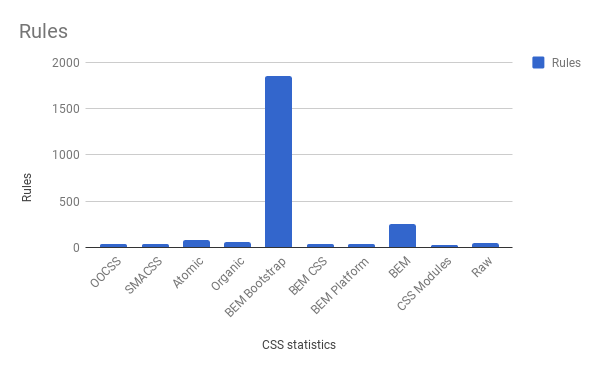 Rules
Rules
2000
1500
1000
500
0
Rules
OOCSS
SMACSS
Atomic
Organic
BEM Bootstrap
BEM CSS
BEM Platform
BEM
CSS Modules
Raw
CSS statistics